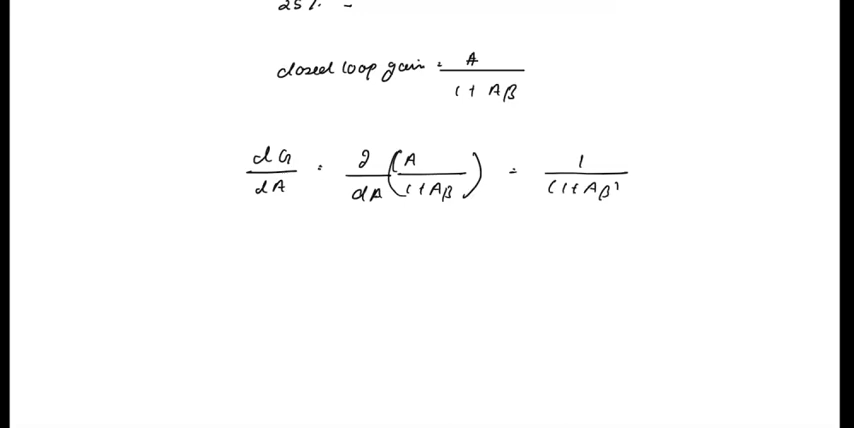 25%. -
closed loop gain = A / (1 + Aβ)
dG/dA = ∂/dA (A / (1 + Aβ)) = 1 / (1 + Aβ)